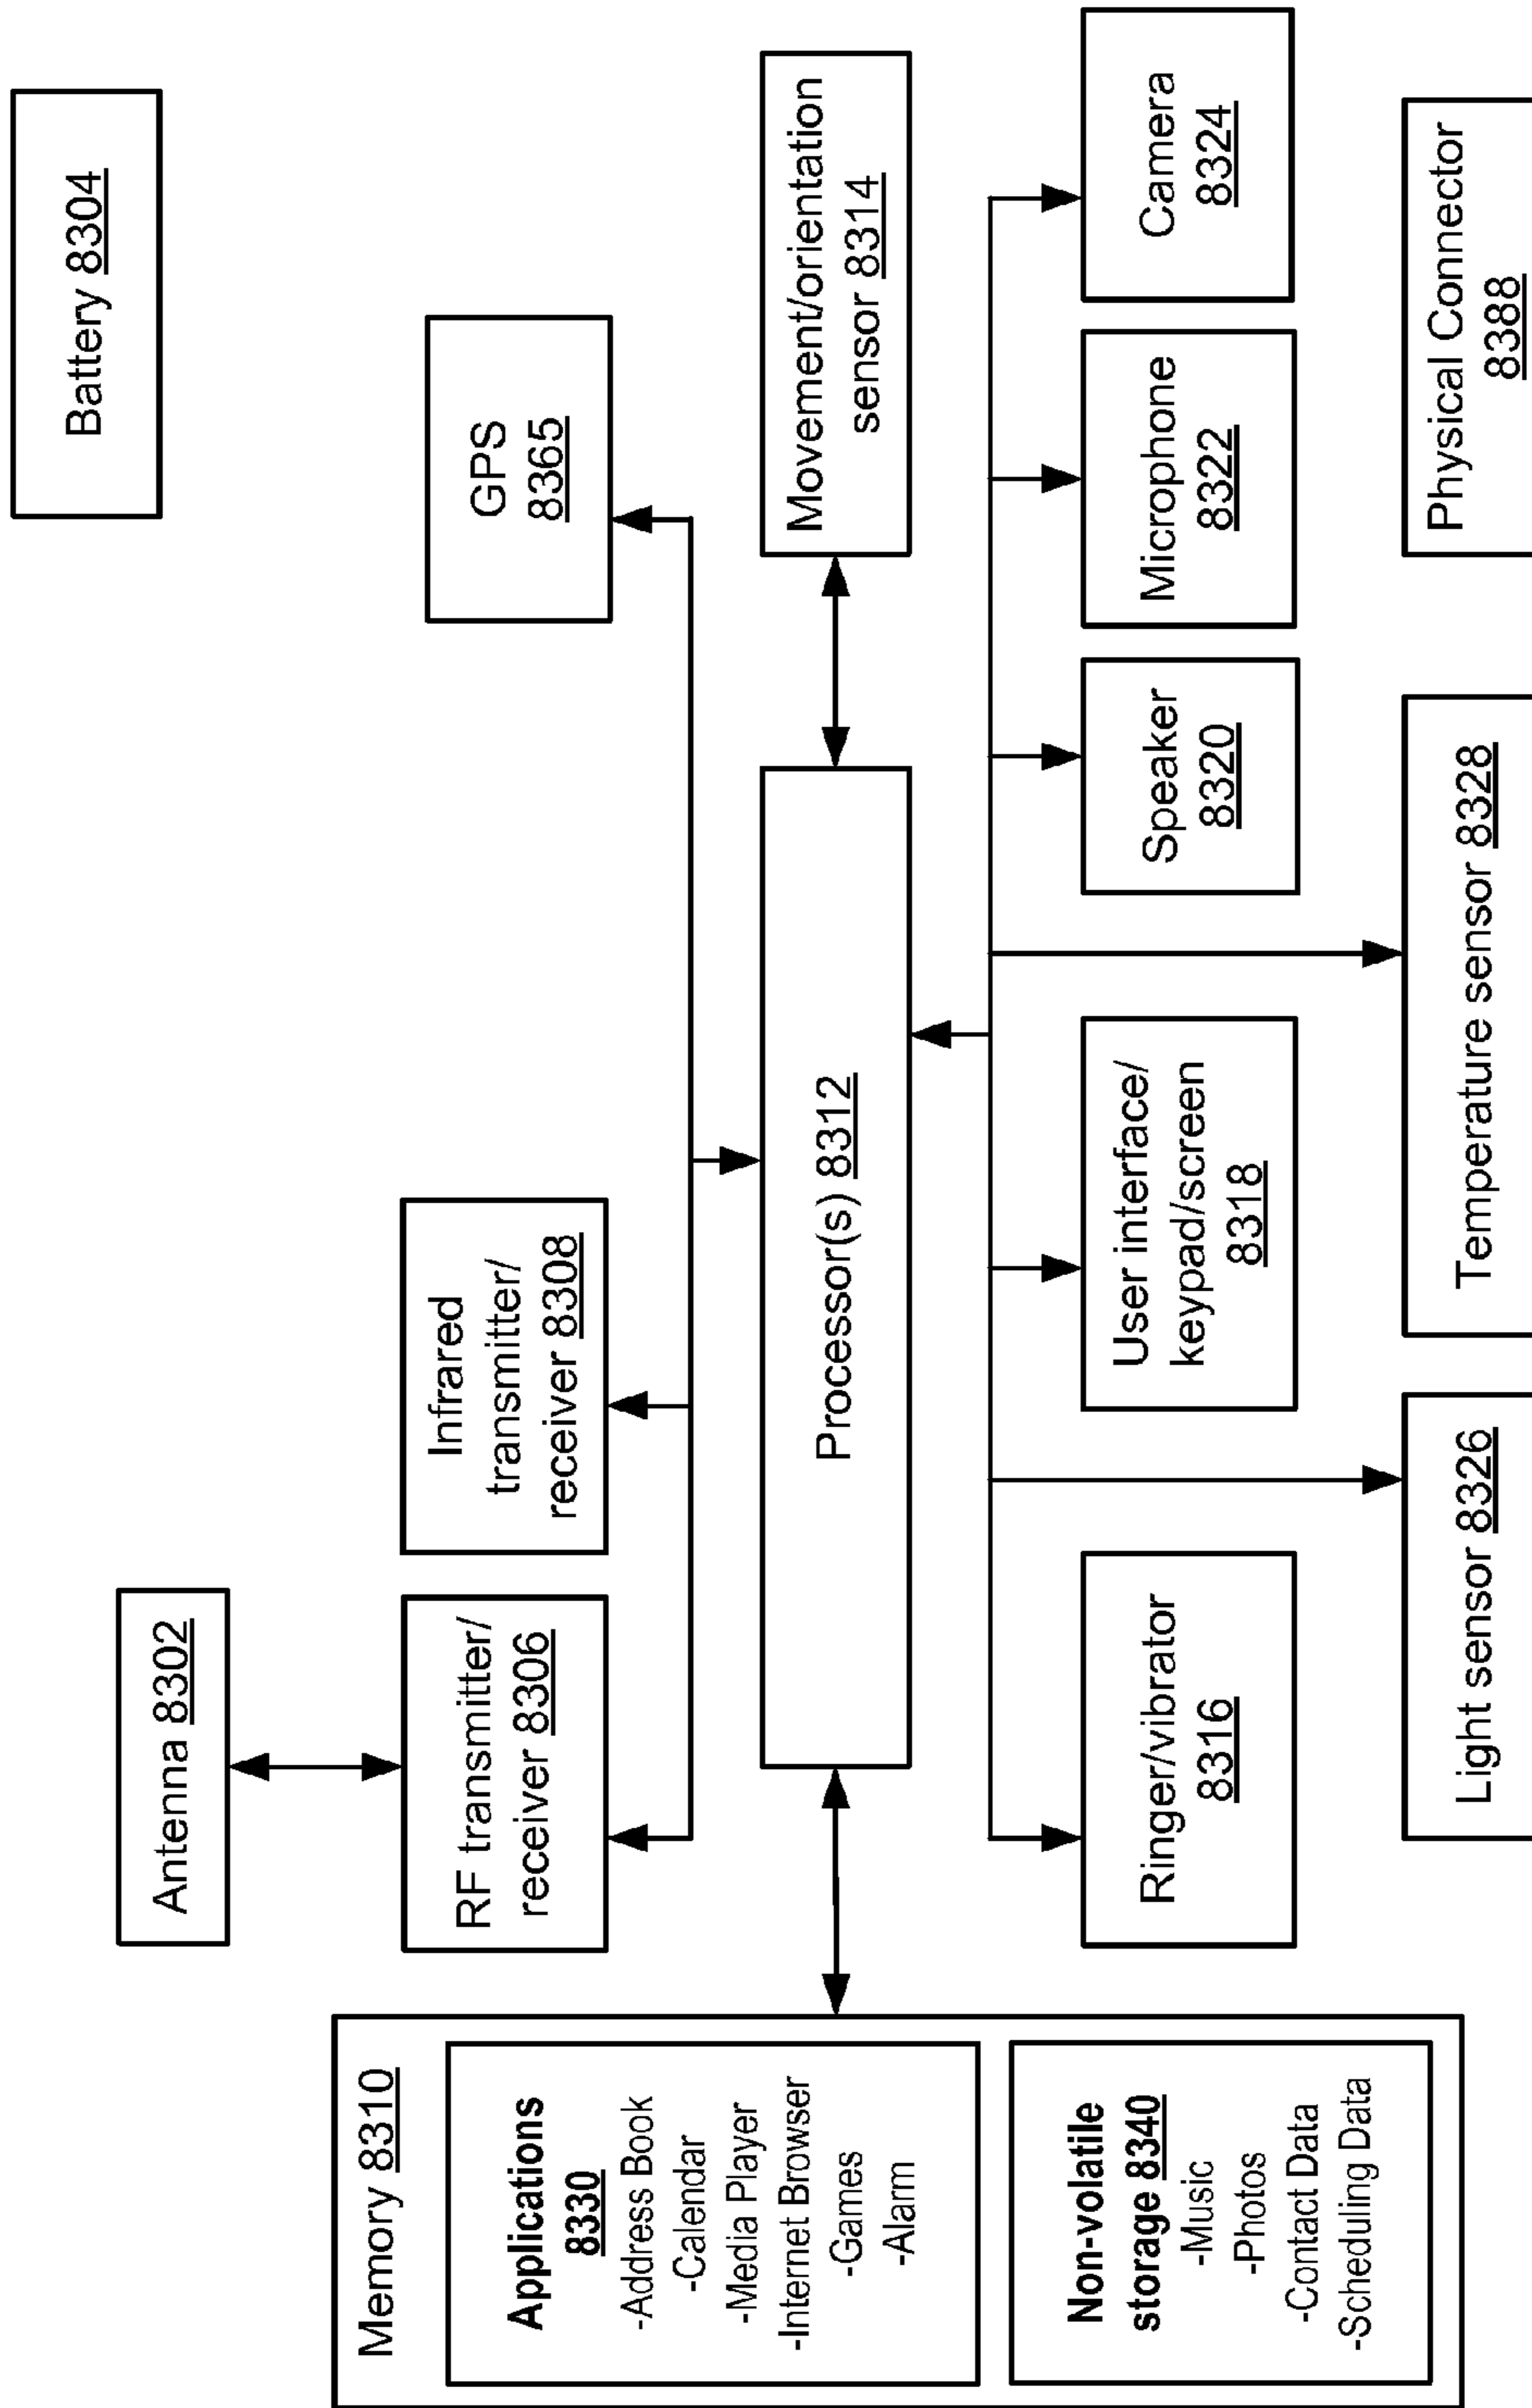 Battery 8304
Antenna 8302
RF transmitter/
receiver 8306
Infrared
transmitter/
receiver 8308
GPS
8365
Memory 8310
Applications
8330
-Address Book
-Calendar
-Media Player
-Internet Browser
-Games
-Alarm
Non-volatile
storage 8340
-Music
-Photos
-Contact Data
-Scheduling Data
Processor(s) 8312
Movement/orientation
sensor 8314
Ringer/vibrator
8316
User interface/
keypad/screen
8318
Speaker
8320
Microphone
8322
Camera
8324
Light sensor 8326
Temperature sensor 8328
Physical Connector
8388